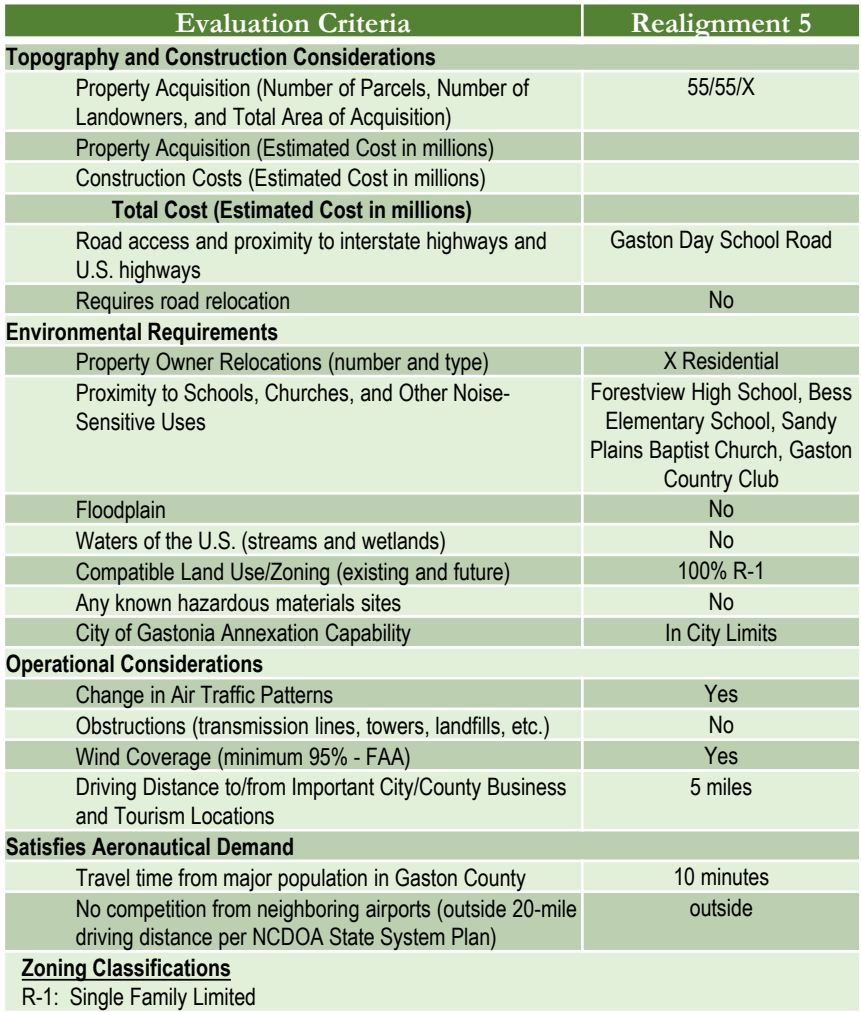 Evaluation Criteria Realignment 5
Topography and Construction Considerations
Property Acquisition (Number of Parcels, Number of 55/55/X
Landowners, and Total Area of Acquisition)
Property Acquisition (Estimated Cost in millions)
Construction Costs (Estimated Cost in millions)
Total Cost (Estimated Cost in millions)
Road access and proximity to interstate highways and Gaston Day School Road
U.S. highways
Requires road relocation No
Environmental Requirements
Property Owner Relocations (number and type) X Residential
Proximity to Schools, Churches, and Other Noise- Forestview High School, Bess
Sensitive Uses Elementary School, Sandy
Plains Baptist Church, Gaston
Country Club
Floodplain No
Waters of the U.S. (streams and wetlands) No
Compatible Land Use/Zoning (existing and future) 100% R-1
Any known hazardous materials sites No
City of Gastonia Annexation Capability In City Limits
Operational Considerations
Change in Air Traffic Patterns Yes
Obstructions (transmission lines, towers, landfills, etc.) No
Wind Coverage (minimum 95% - FAA) Yes
Driving Distance to/from Important City/County Business 5 miles
and Tourism Locations
Satisfies Aeronautical Demand
Travel time from major population in Gaston County 10 minutes
No competition from neighboring airports (outside 20-mile outside
driving distance per NCDOA State System Plan)
Zoning Classifications
R-1: Single Family Limited